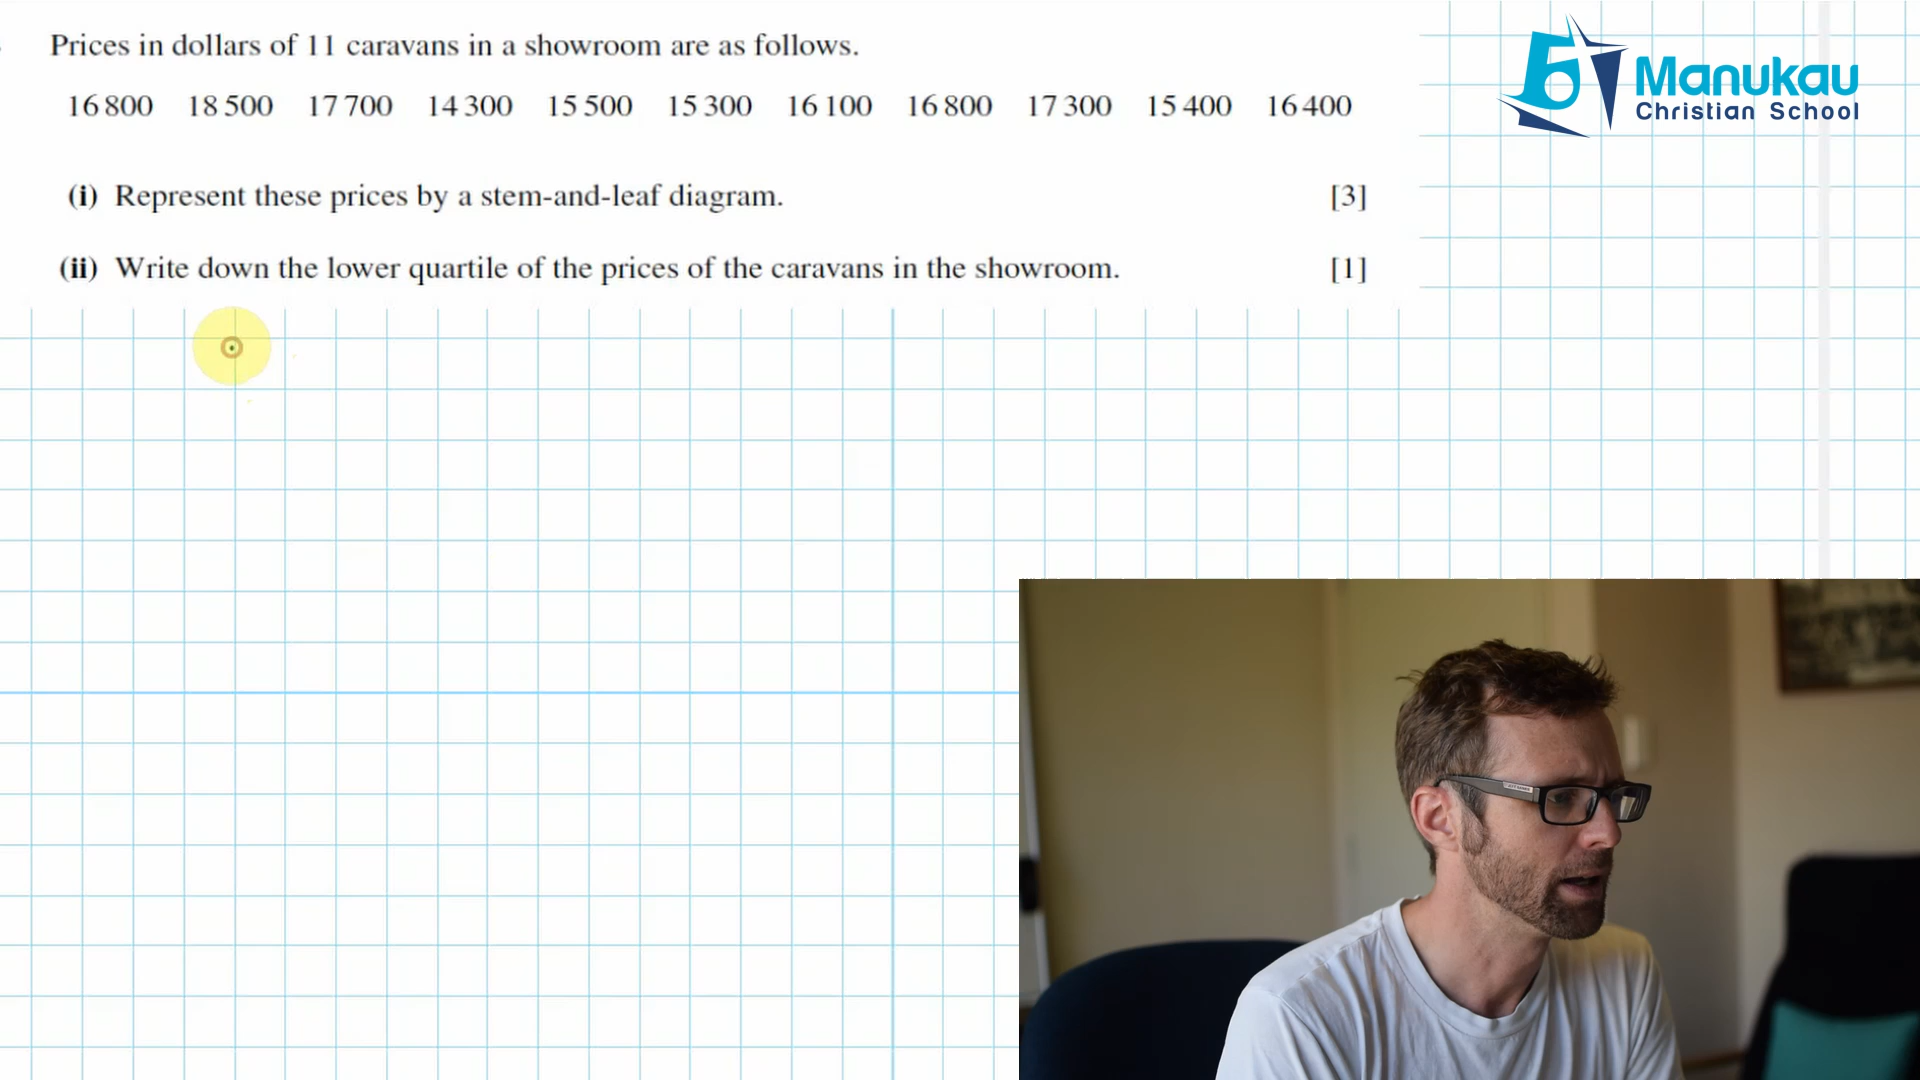 Prices in dollars of 11 caravans in a showroom are as follows.
16 800 18 500 17 700 14 300 15 500 15 300 16 100 16 800 17 300 15 400 16 400
(i) Represent these prices by a stem-and-leaf diagram. [3]
(ii) Write down the lower quartile of the prices of the caravans in the showroom. [1]
Manukau
Christian School